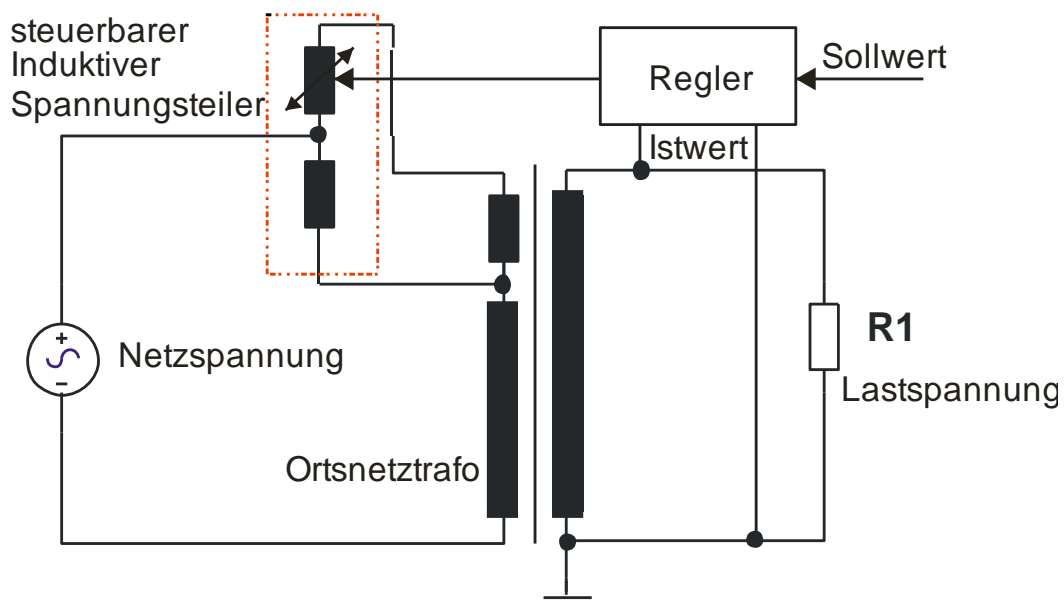 steuerbarer
Induktiver
Spannungsteiler
Regler
Sollwert
Istwert
+
−
Netzspannung
R1
Lastspannung
Ortsnetztrafo